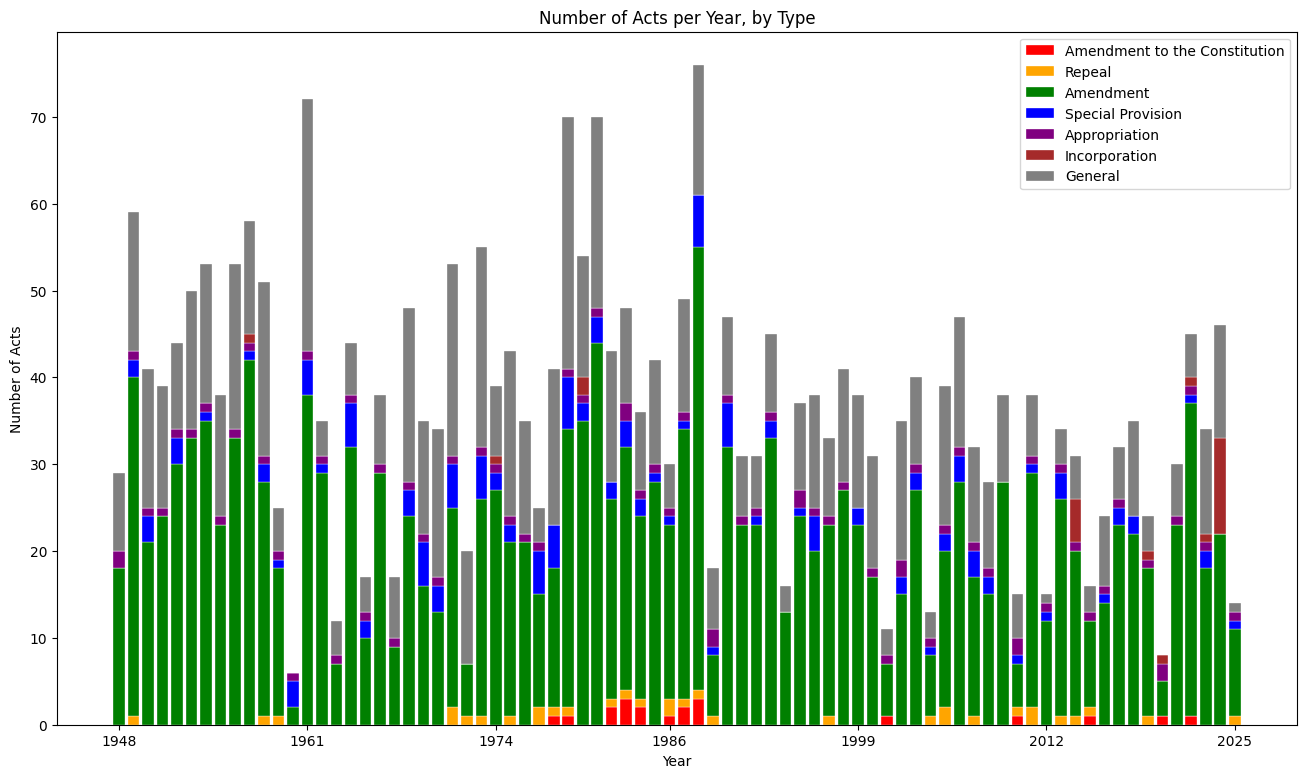 Number of Acts per Year, by Type
Amendment to the Constitution
Repeal
Amendment
Special Provision
Appropriation
Incorporation
General
Number of Acts
70
60
50
40
30
20
10
0
1948 1961 1974 1986 1999 2012 2025
Year